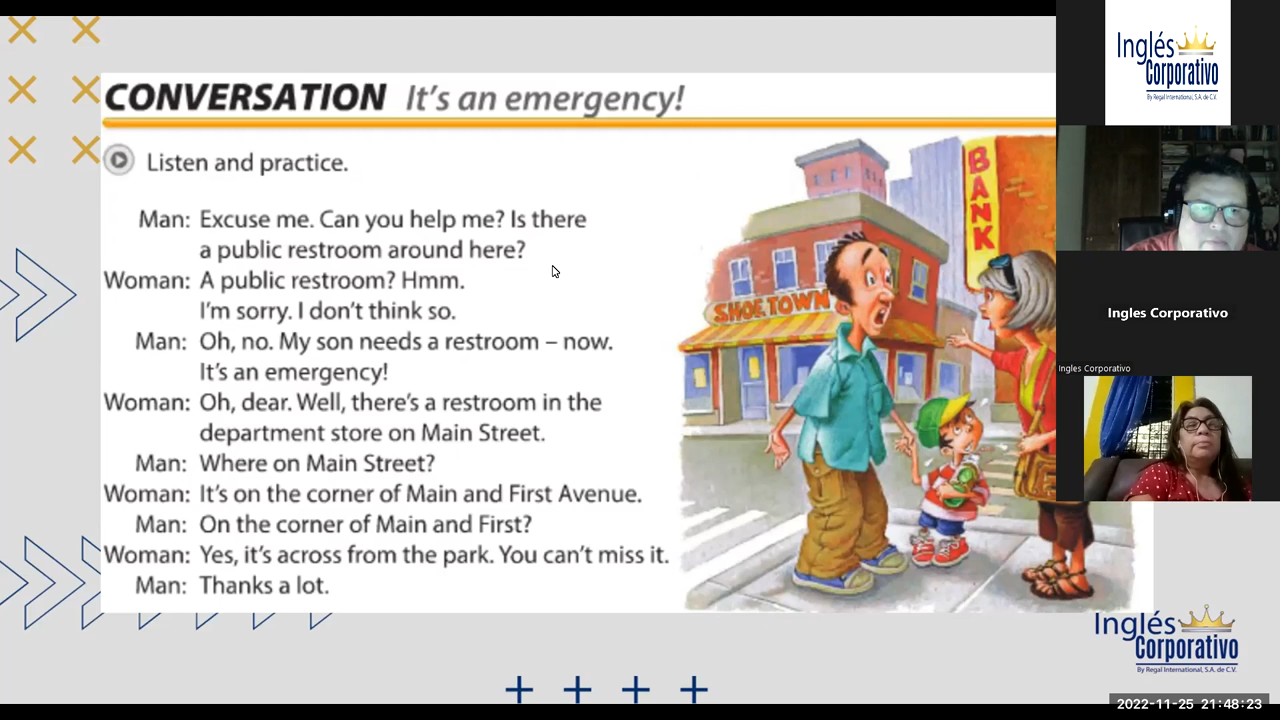 CONVERSATION It's an emergency!
Listen and practice.
Man: Excuse me. Can you help me? Is there
a public restroom around here?
Woman: A public restroom? Hmm.
I'm sorry. I don't think so.
Man: Oh, no. My son needs a restroom – now.
It's an emergency!
Woman: Oh, dear. Well, there's a restroom in the
department store on Main Street.
Man: Where on Main Street?
Woman: It's on the corner of Main and First Avenue.
Man: On the corner of Main and First?
Woman: Yes, it's across from the park. You can't miss it.
Man: Thanks a lot.
SHOE TOWN
BANK
Inglés
Corporativo
By Regal International, S.A. de C.V.
Ingles Corporativo
Ingles Corporativo
Inglés
Corporativo
By Regal International, S.A. de C.V.
2022-11-25 21:48:23